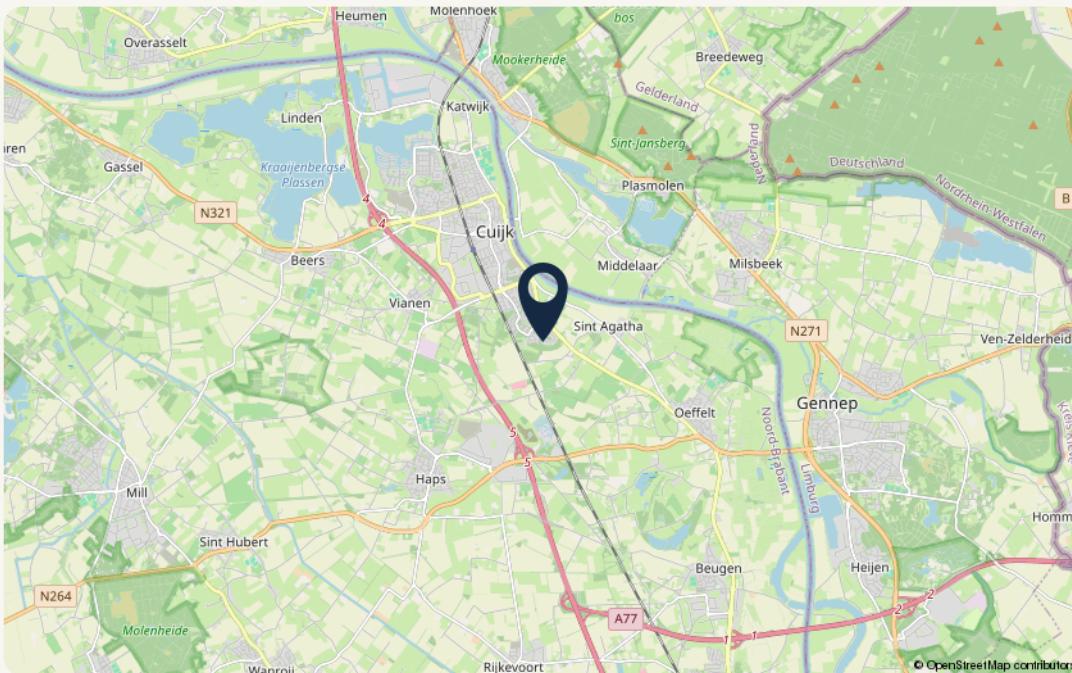 Heumen
Molenhoek
bos
Overasselt
Mookerheide
Breedeweg
Gelderland
Katwijk
Linden
Nederland
Sint-Jansberg
Deutschland
Gassel
Kraaijenbergse
Plassen
Plasmolen
Nordrhein-Westfalen
4
B
N321
4
Cuijk
Beers
Middelaar
Milsbeek
Vianen
Sint Agatha
N271
Ven-Zelderheid
Gennep
Oeffelt
Noord-Brabant
5
5
Limburg
Haps
Mill
Sint Hubert
Beugen
Heijen
N264
2
2
A77
1
1
Molenheide
Rijkevoort
© OpenStreetMap contributors